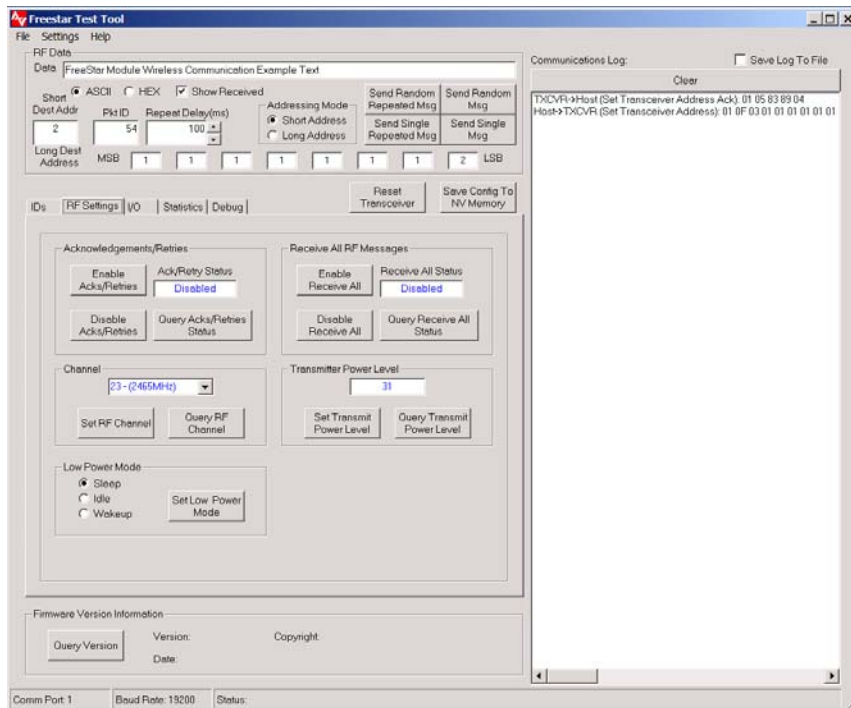 Freestar Test Tool
File Settings Help
RF Data
Data FreeStar Module Wireless Communication Example Text
ASCII HEX Show Received
Short Dest Addr
2
Pkt ID
54
Repeat Delay(ms)
100
Addressing Mode
Short Address
Long Address
Send Random Repeated Msg
Send Random Msg
Send Single Repeated Msg
Send Single Msg
Long Dest Address
MSB 1 1 1 1 1 1 1 2 LSB
Reset Transceiver
Save Config To NV Memory
IDs RF Settings I/O Statistics Debug
Acknowledgements/Retries
Enable Acks/Retries
Ack/Retry Status
Disabled
Disable Acks/Retries
Query Acks/Retries Status
Receive All RF Messages
Enable Receive All
Receive All Status
Disabled
Disable Receive All
Query Receive All Status
Channel
23 - (2465MHz)
Set RF Channel
Query RF Channel
Transmitter Power Level
31
Set Transmit Power Level
Query Transmit Power Level
Low Power Mode
Sleep
Idle
Wakeup
Set Low Power Mode
Firmware Version Information
Query Version
Version:
Copyright
Date:
Communications Log:
Save Log To File
Clear
TXCVR->Host (Set Transceiver Address Ack): 01 05 83 89 04
Host->TXCVR (Set Transceiver Address): 01 0F 03 01 01 01 01 01 01
Comm Port 1 Baud Rate: 19200 Status: